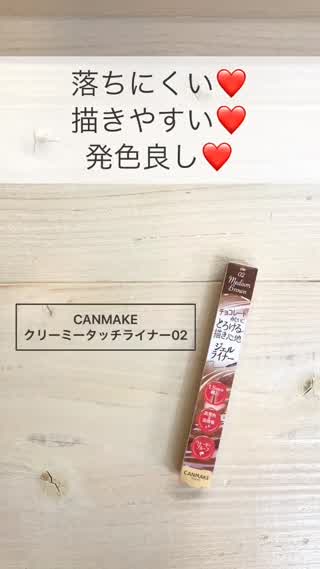 落ちにくい❤️
描きやすい❤️
発色良し❤️
CANMAKE
クリーミータッチライナー02
02
Medium
Brown
チョコレート
みたいに
とろける
描き心地
ジェル
ライナー
CANMAKE